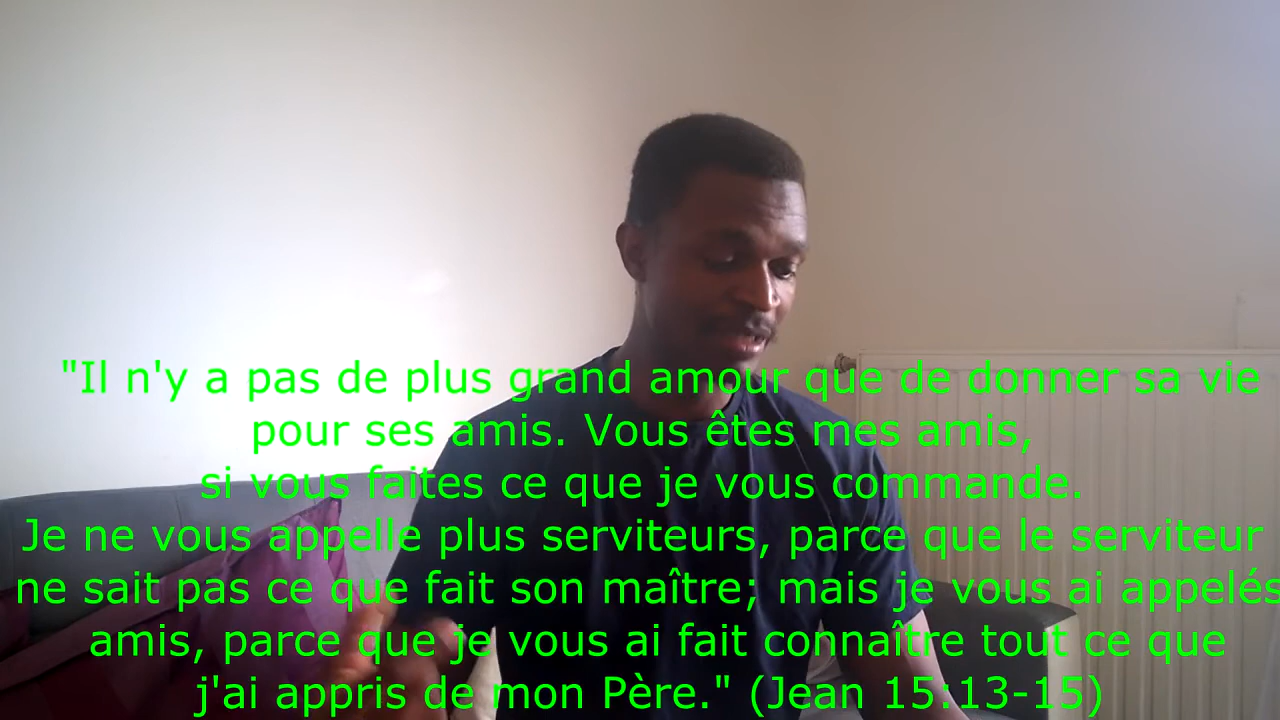 "Il n'y a pas de plus grand amour que de donner sa vie
pour ses amis. Vous êtes mes amis,
si vous faites ce que je vous commande.
Je ne vous appelle plus serviteurs, parce que le serviteur
ne sait pas ce que fait son maître; mais je vous ai appelés
amis, parce que je vous ai fait connaître tout ce que
j'ai appris de mon Père." (Jean 15:13-15)